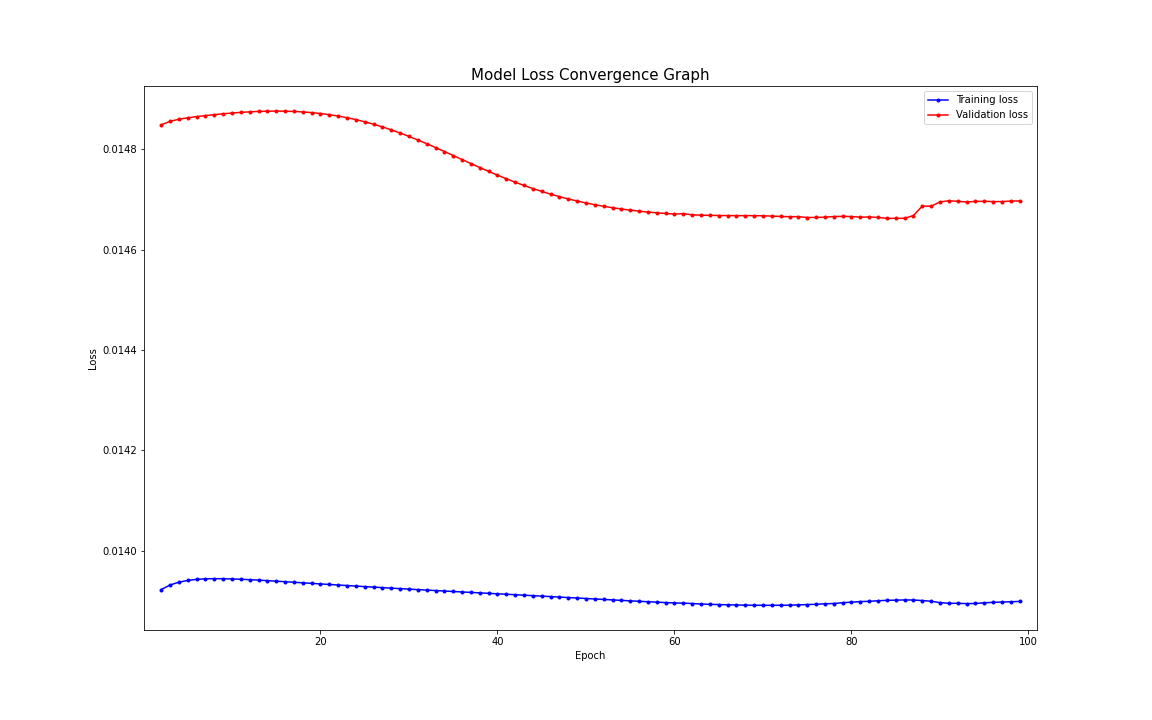 Model Loss Convergence Graph
Training loss
Validation loss
0.0148
0.0146
0.0144
0.0142
0.0140
Loss
20
40
60
80
100
Epoch